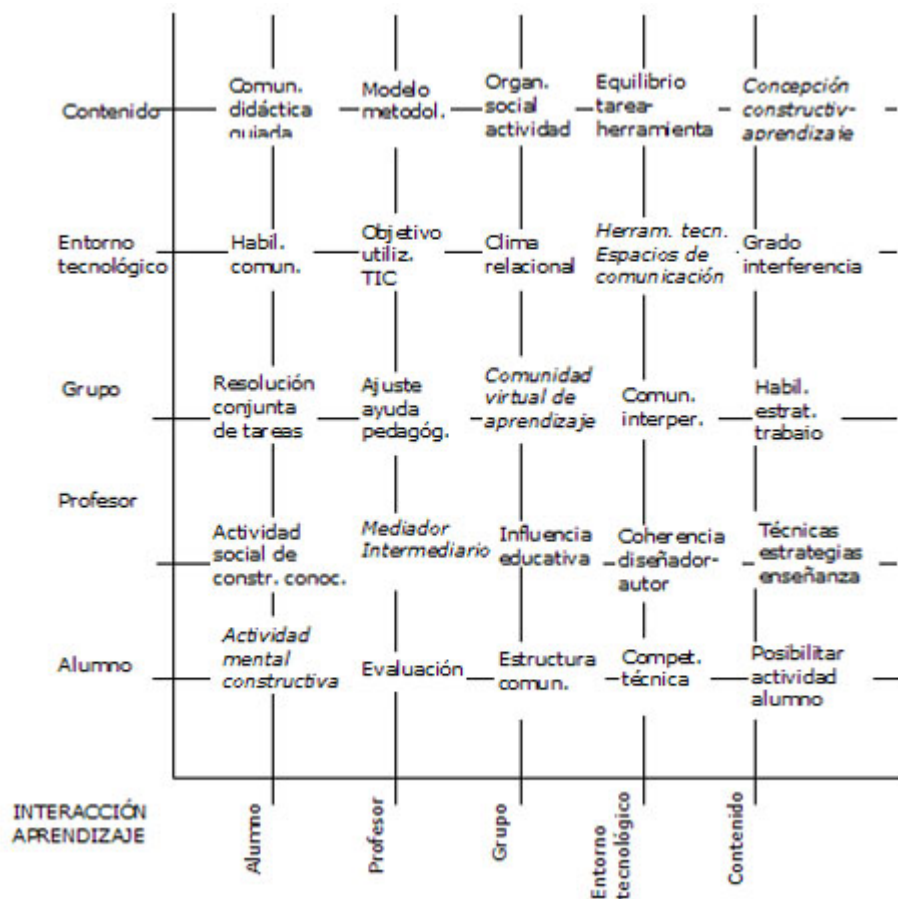 Contenido
Comun.
didáctica
guiada
Modelo
metodol.
Organ.
social
actividad
Equilibrio
tarea-
herramienta
Concepción
constructiv-
aprendizaje
Entorno
tecnológico
Habil.
comun.
Objetivo
utiliz.
TIC
Clima
relacional
Herram. tecn.
Espacios de
comunicación
Grado
interferencia
Grupo
Resolución
conjunta
de tareas
Ajuste
ayuda
pedagóg.
Comunidad
virtual de
aprendizaje
Comun.
interper.
Habil.
estrat.
trabajo
Profesor
Actividad
social de
constr. conoc.
Mediador
Intermediario
Influencia
educativa
Coherencia
diseñador-
autor
Técnicas
estrategias
enseñanza
Alumno
Actividad
mental
constructiva
Evaluación
Estructura
comun.
Compet.
técnica
Posibilitar
actividad
alumno
INTERACCIÓN
APRENDIZAJE
Alumno
Profesor
Grupo
Entorno
tecnológico
Contenido